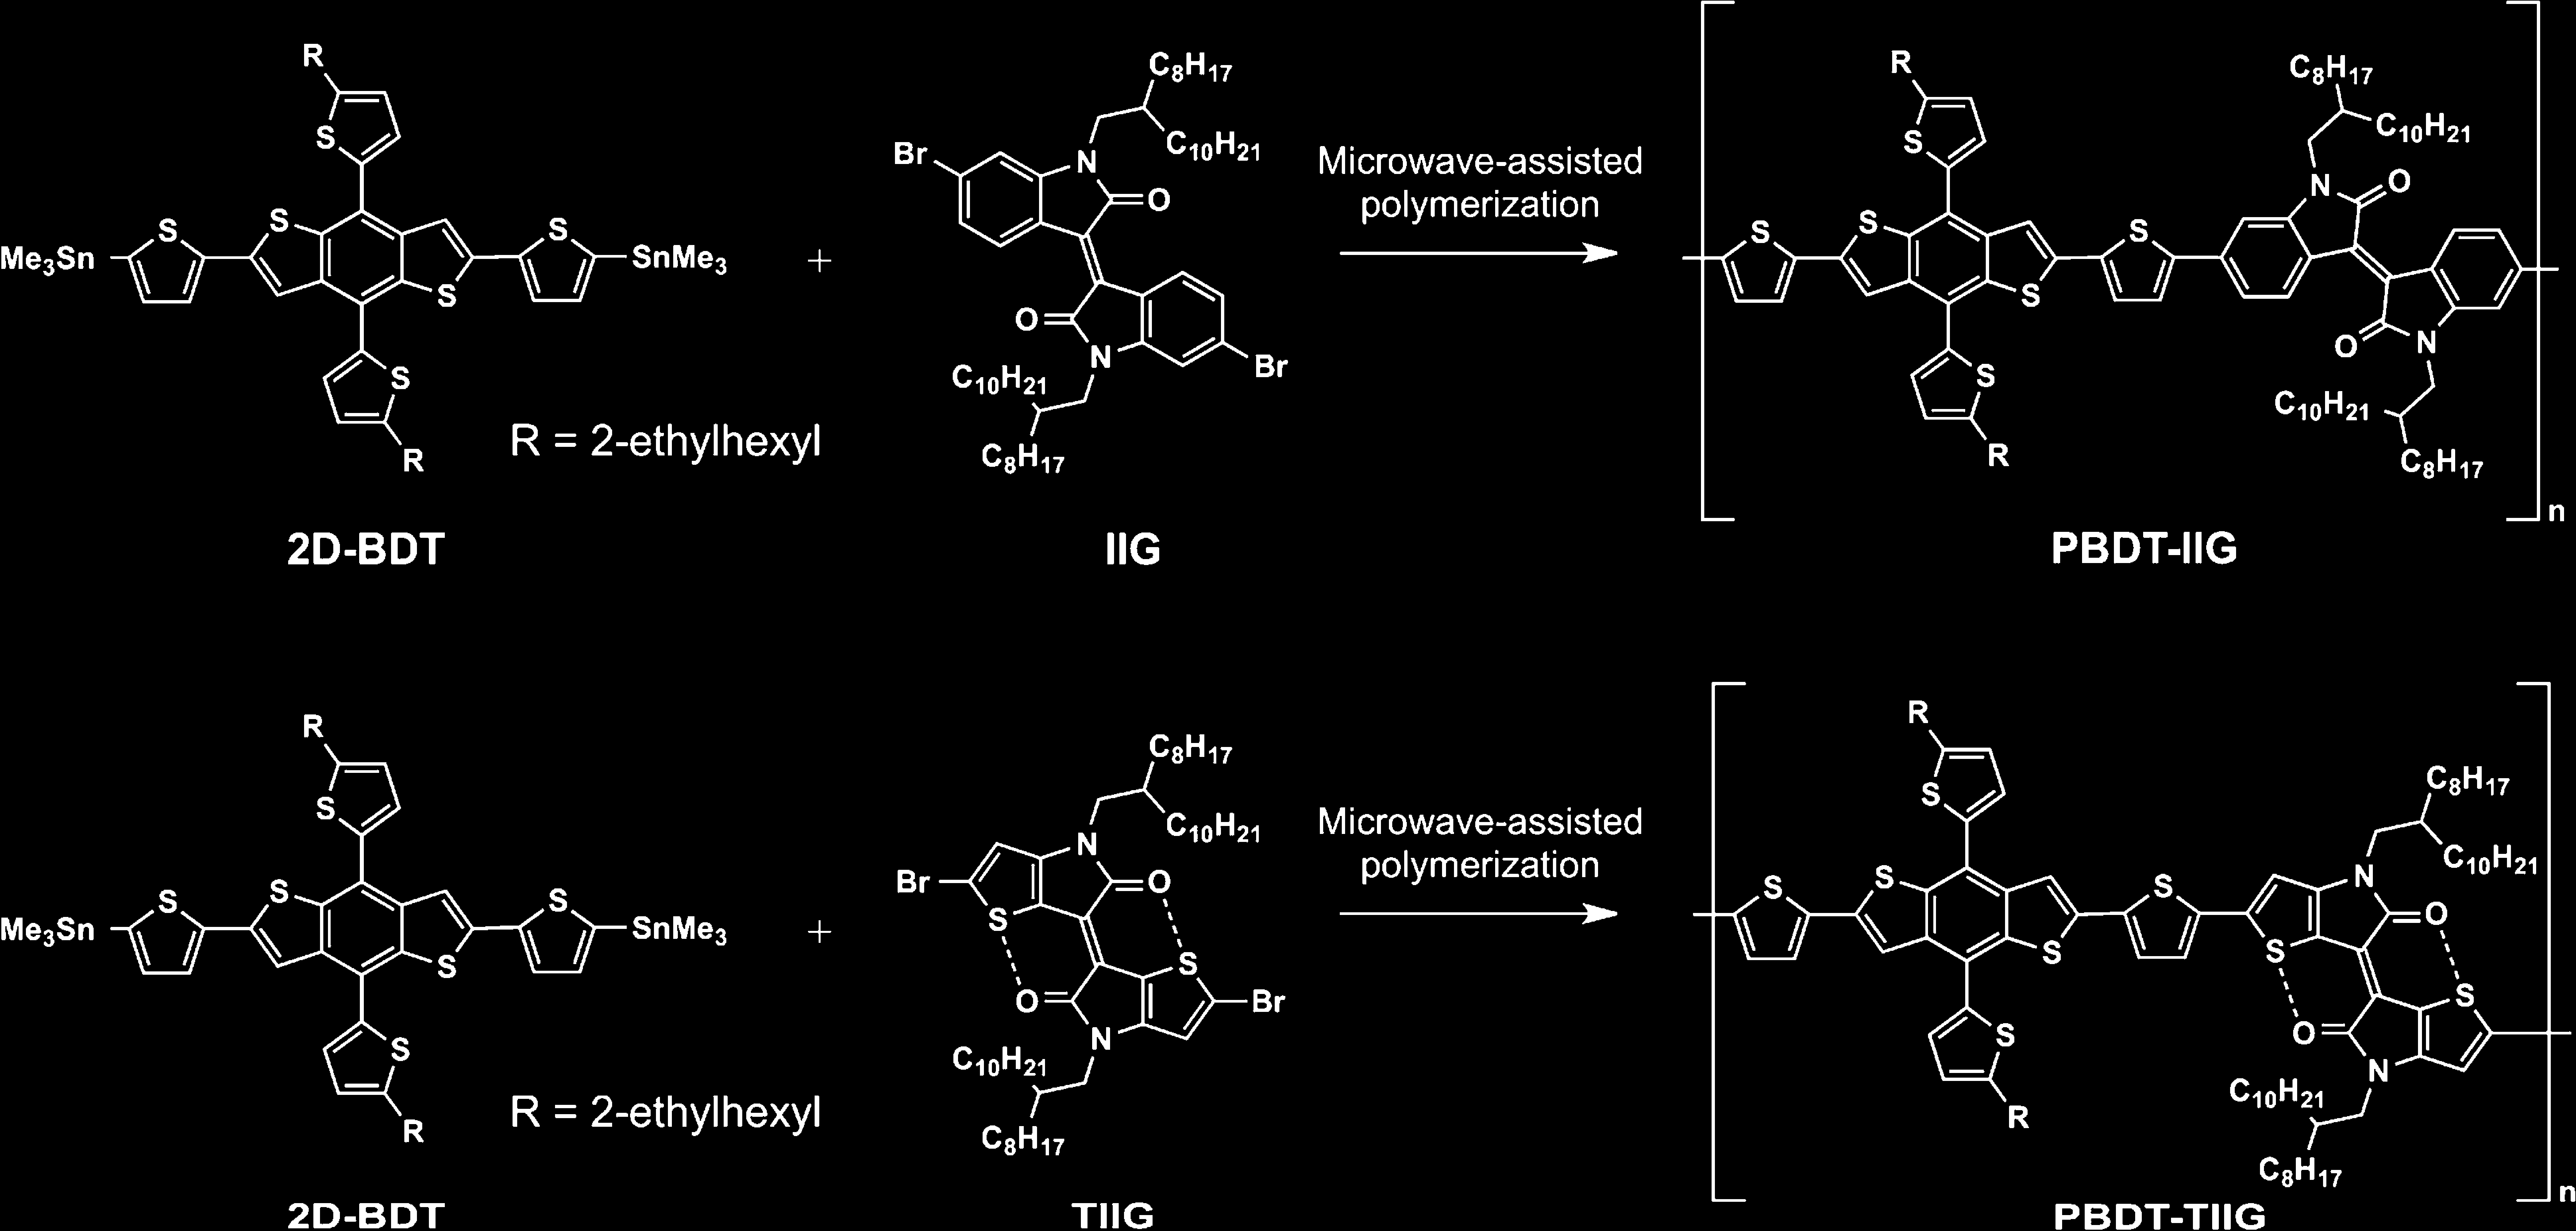 R
S
S
S
S
Me₃Sn
SnMe₃
S
S
R
R = 2-ethylhexyl
2D-BDT
+
C₈H₁₇
C₁₀H₂₁
Br
N
O
O
N
Br
C₁₀H₂₁
C₈H₁₇
IIG
Microwave-assisted
polymerization
R
C₈H₁₇
C₁₀H₂₁
S
N
O
S
S
S
S
O
N
S
C₁₀H₂₁
R
C₈H₁₇
n
PBDT-IIG
R
S
S
S
S
Me₃Sn
SnMe₃
S
S
R
R = 2-ethylhexyl
2D-BDT
+
C₈H₁₇
C₁₀H₂₁
N
Br
O
S
S
O
Br
N
C₁₀H₂₁
C₈H₁₇
TIIG
Microwave-assisted
polymerization
R
C₈H₁₇
S
C₁₀H₂₁
N
S
S
S
O
S
S
S
O
S
N
R
C₁₀H₂₁
C₈H₁₇
n
PBDT-TIIG